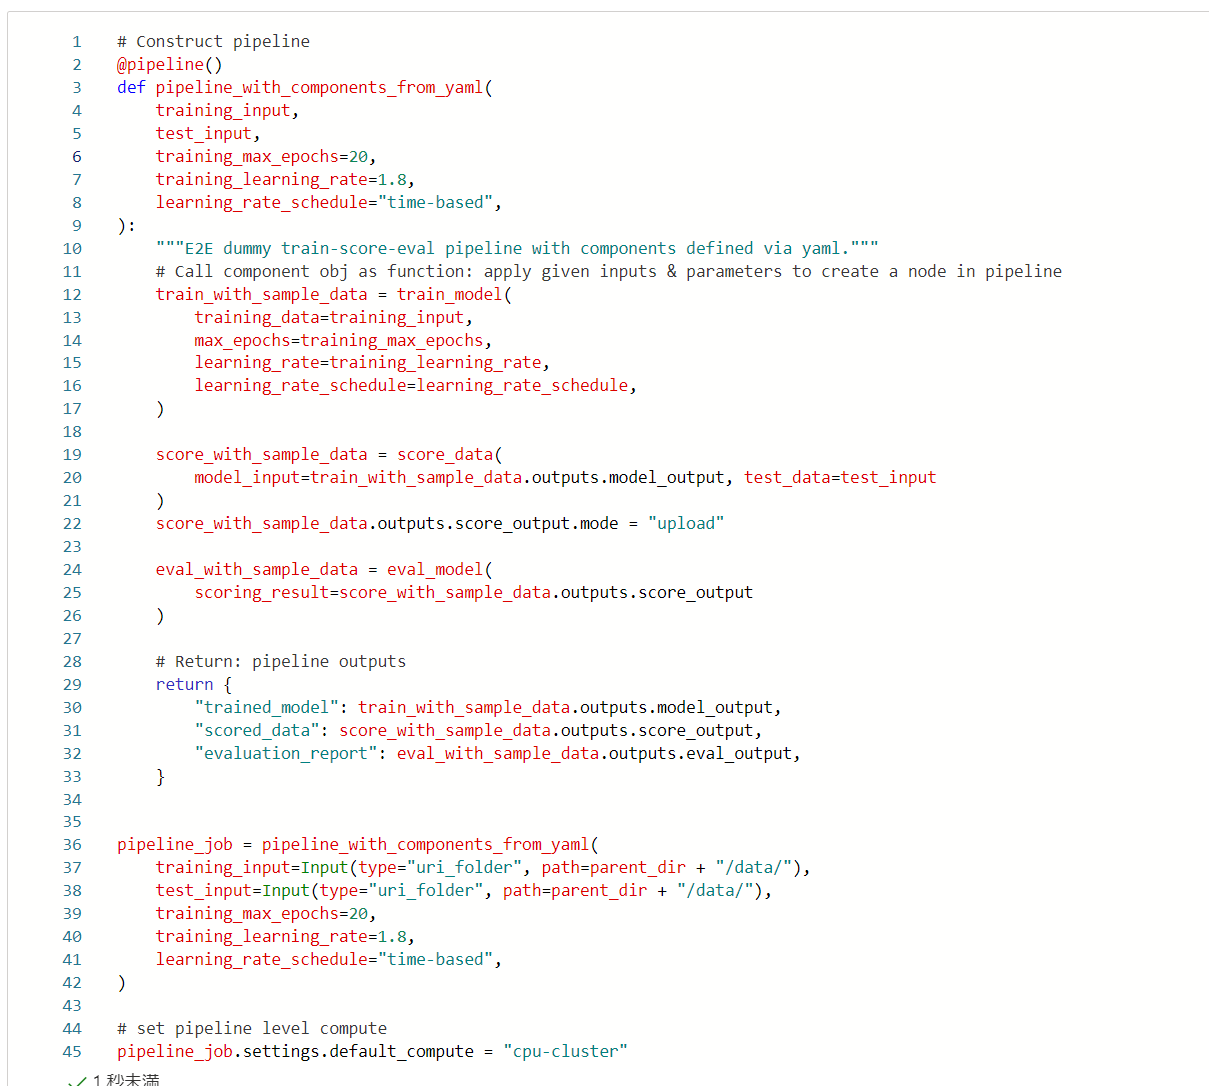 1 # Construct pipeline
2 @pipeline()
3 def pipeline_with_components_from_yaml(
4     training_input,
5     test_input,
6     training_max_epochs=20,
7     training_learning_rate=1.8,
8     learning_rate_schedule="time-based",
9 ):
10     """E2E dummy train-score-eval pipeline with components defined via yaml."""
11     # Call component obj as function: apply given inputs & parameters to create a node in pipeline
12     train_with_sample_data = train_model(
13         training_data=training_input,
14         max_epochs=training_max_epochs,
15         learning_rate=training_learning_rate,
16         learning_rate_schedule=learning_rate_schedule,
17     )
18
19     score_with_sample_data = score_data(
20         model_input=train_with_sample_data.outputs.model_output, test_data=test_input
21     )
22     score_with_sample_data.outputs.score_output.mode = "upload"
23
24     eval_with_sample_data = eval_model(
25         scoring_result=score_with_sample_data.outputs.score_output
26     )
27
28     # Return: pipeline outputs
29     return {
30         "trained_model": train_with_sample_data.outputs.model_output,
31         "scored_data": score_with_sample_data.outputs.score_output,
32         "evaluation_report": eval_with_sample_data.outputs.eval_output,
33     }
34
35
36 pipeline_job = pipeline_with_components_from_yaml(
37     training_input=Input(type="uri_folder", path=parent_dir + "/data/"),
38     test_input=Input(type="uri_folder", path=parent_dir + "/data/"),
39     training_max_epochs=20,
40     training_learning_rate=1.8,
41     learning_rate_schedule="time-based",
42 )
43
44 # set pipeline level compute
45 pipeline_job.settings.default_compute = "cpu-cluster"
✓ 1 秒未満